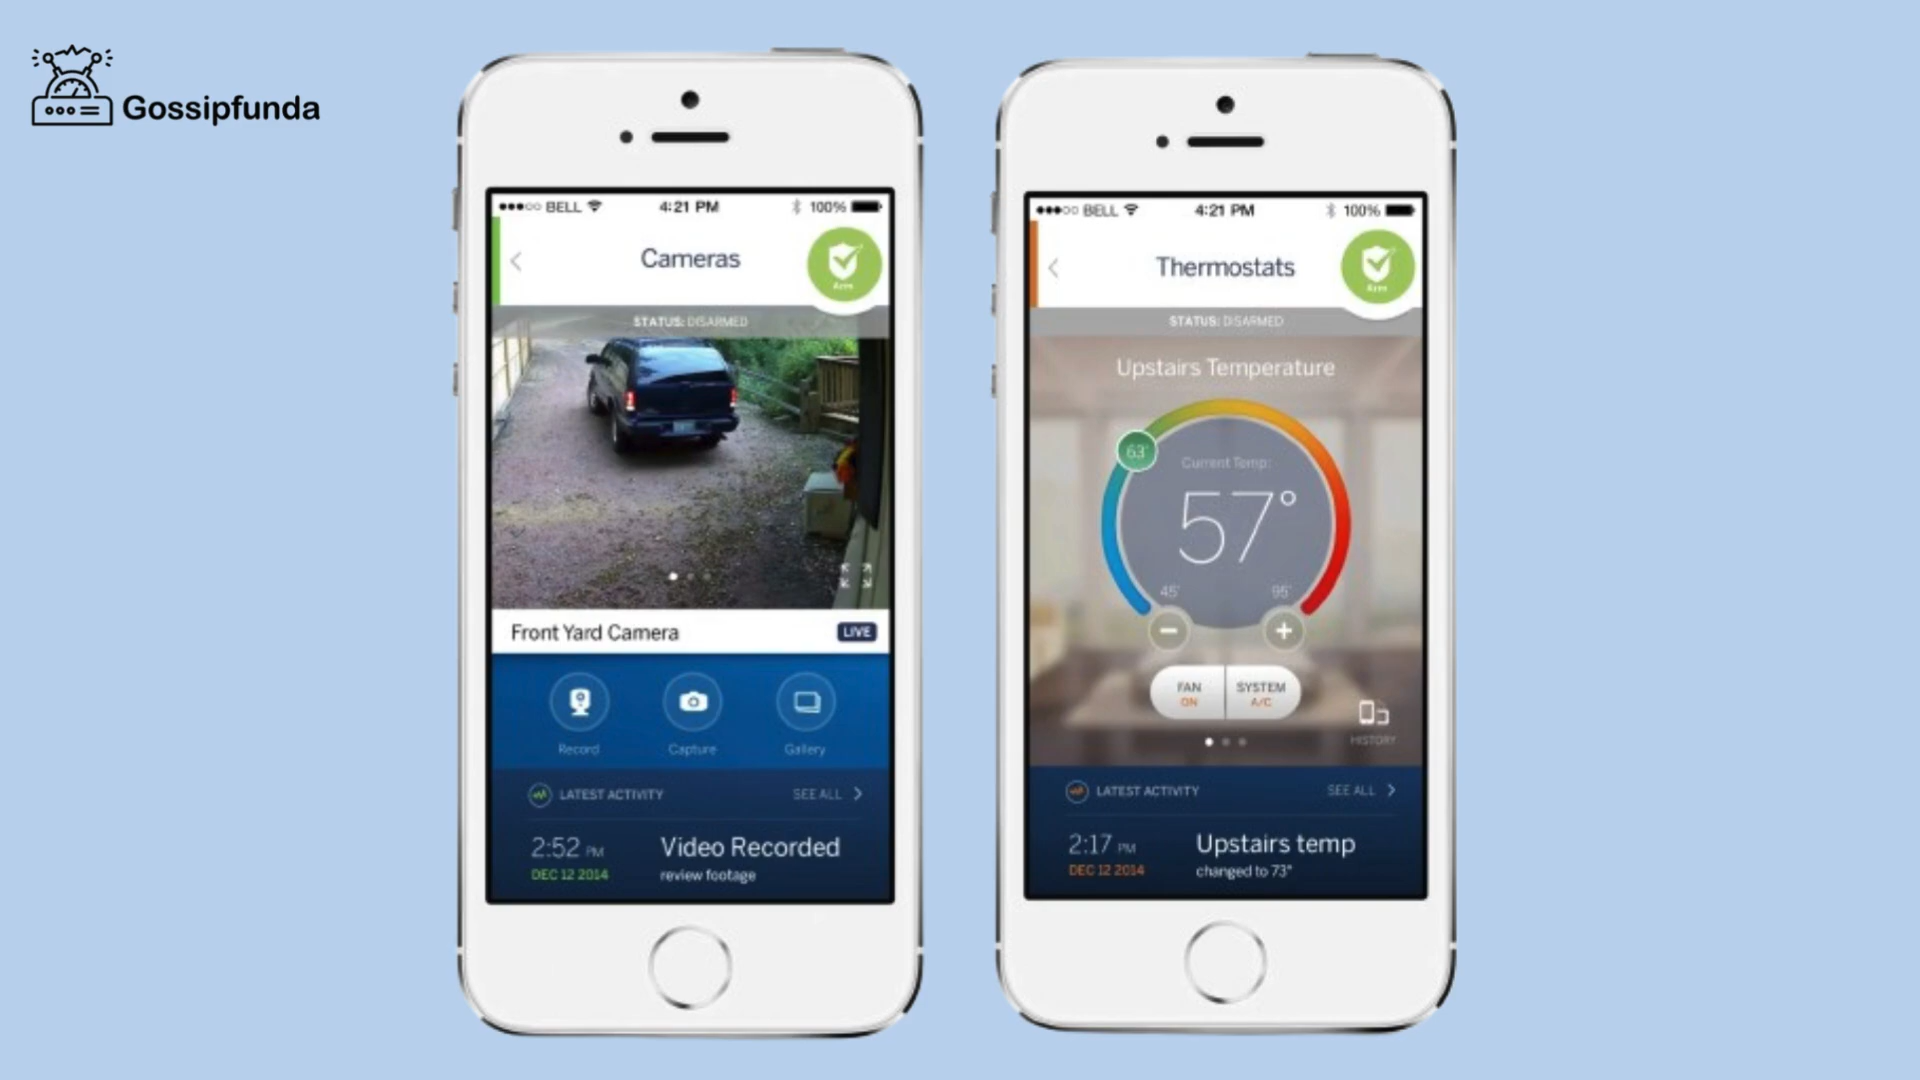 Gossipfunda
BELL 4:21 PM 100%
Cameras
Arm
STATUS: DISARMED
Front Yard Camera LIVE
Record Capture Gallery
LATEST ACTIVITY SEE ALL
2:52 PM Video Recorded
DEC 12 2014 review footage
BELL 4:21 PM 100%
Thermostats
Arm
STATUS: DISARMED
Upstairs Temperature
63°
Current Temp:
57°
45° 95°
FAN SYSTEM
ON A/C
HISTORY
LATEST ACTIVITY SEE ALL
2:17 PM Upstairs temp
DEC 12 2014 changed to 73°